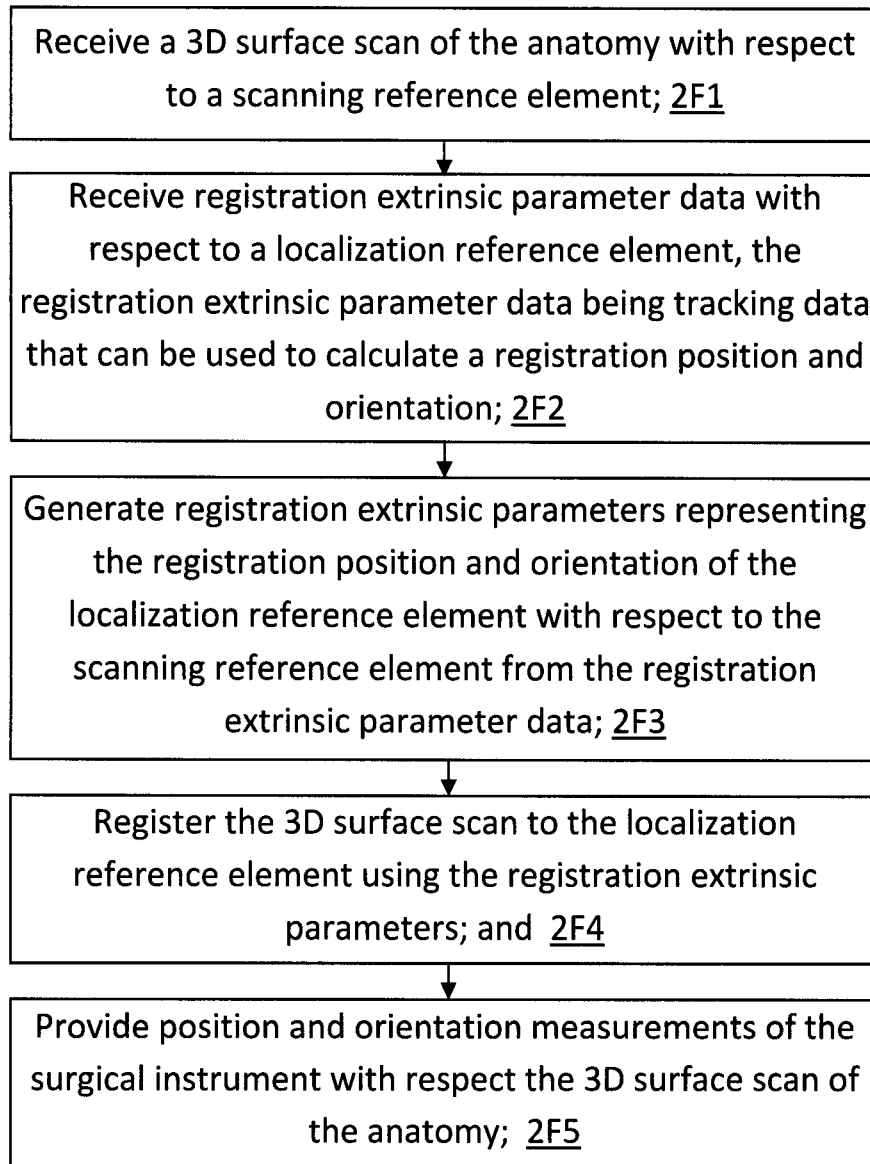 Receive a 3D surface scan of the anatomy with respect
to a scanning reference element; 2F1
Receive registration extrinsic parameter data with
respect to a localization reference element, the
registration extrinsic parameter data being tracking data
that can be used to calculate a registration position and
orientation; 2F2
Generate registration extrinsic parameters representing
the registration position and orientation of the
localization reference element with respect to the
scanning reference element from the registration
extrinsic parameter data; 2F3
Register the 3D surface scan to the localization
reference element using the registration extrinsic
parameters; and 2F4
Provide position and orientation measurements of the
surgical instrument with respect the 3D surface scan of
the anatomy; 2F5